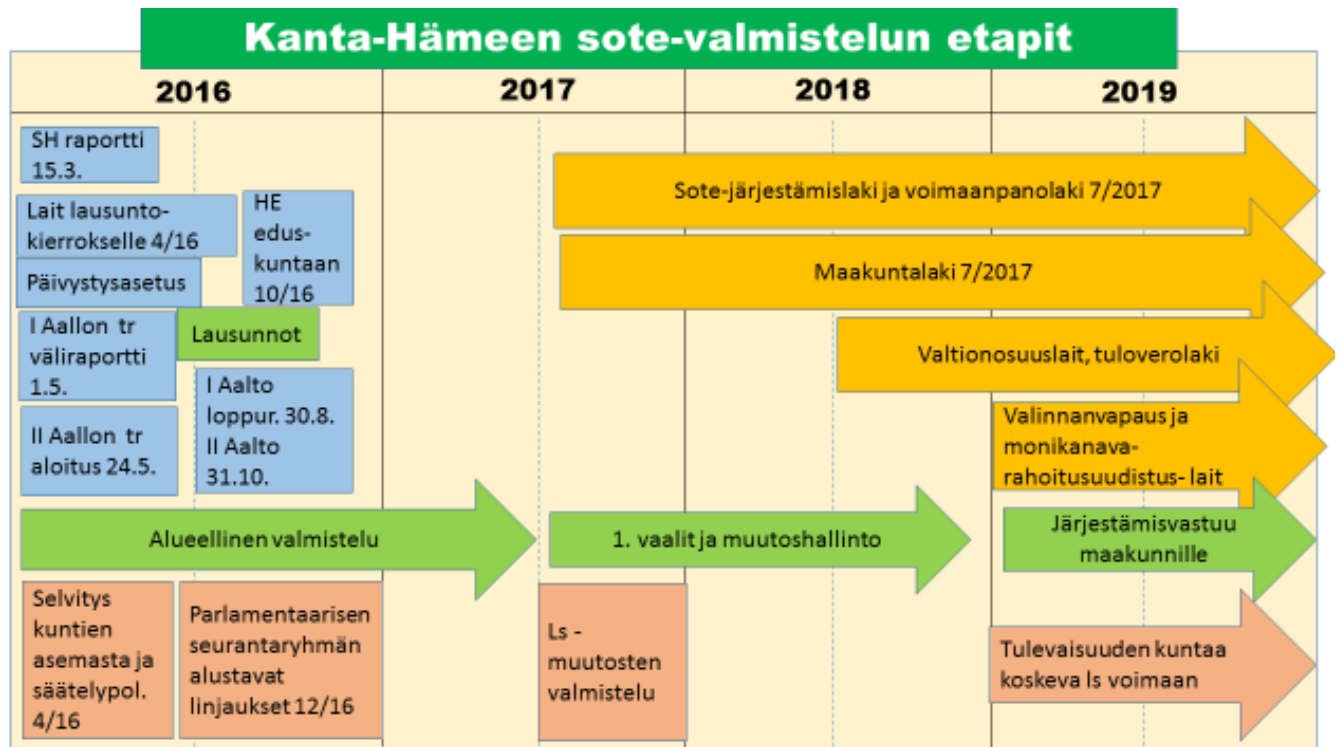 Kanta-Hämeen sote-valmistelun etapit
2016
2017
2018
2019
SH raportti
15.3.
Lait lausunto-
kierrokselle 4/16
Päivystysasetus
HE
edus-
kuntaan
10/16
I Aallon tr
väliraportti
1.5.
Lausunnot
II Aallon tr
aloitus 24.5.
I Aalto
loppur. 30.8.
II Aalto
31.10.
Sote-järjestämislaki ja voimaanpanolaki 7/2017
Maakuntalaki 7/2017
Valtionosuuslait, tuloverolaki
Valinnanvapaus ja
monikanava-
rahoitusuudistus- lait
Alueellinen valmistelu
1. vaalit ja muutoshallinto
Järjestämisvastuu
maakunnille
Selvitys
kuntien
asemasta ja
säätelypol.
4/16
Parlamentaarisen
seurantaryhmän
alustavat
linjaukset 12/16
Ls -
muutosten
valmistelu
Tulevaisuuden kuntaa
koskeva ls voimaan